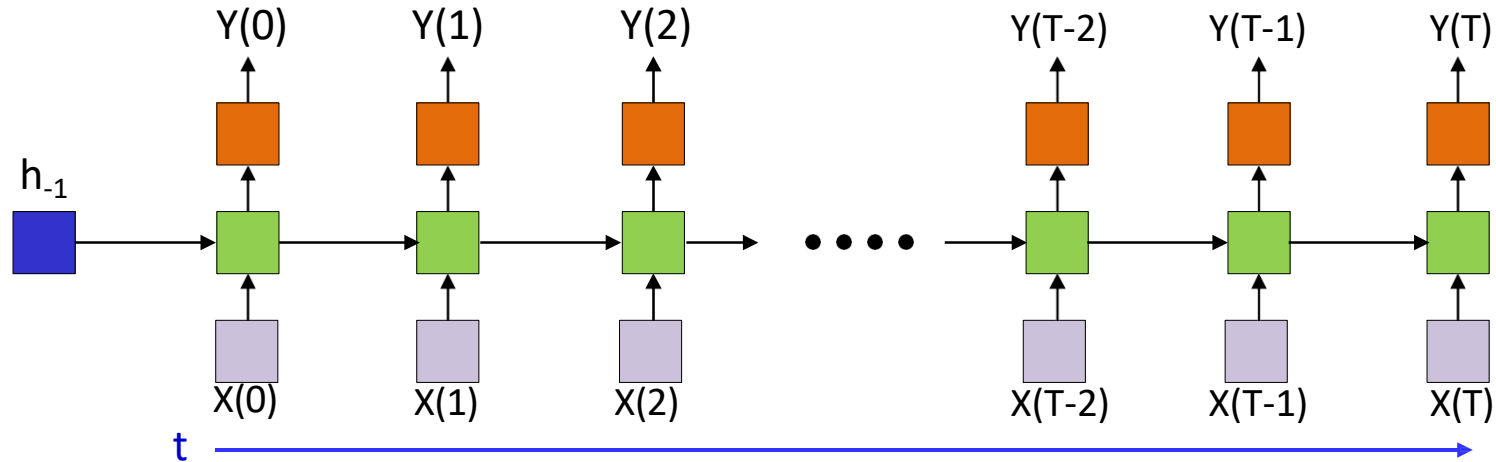 Y(0) Y(1) Y(2) Y(T-2) Y(T-1) Y(T)
h-1
X(0) X(1) X(2) X(T-2) X(T-1) X(T)
t